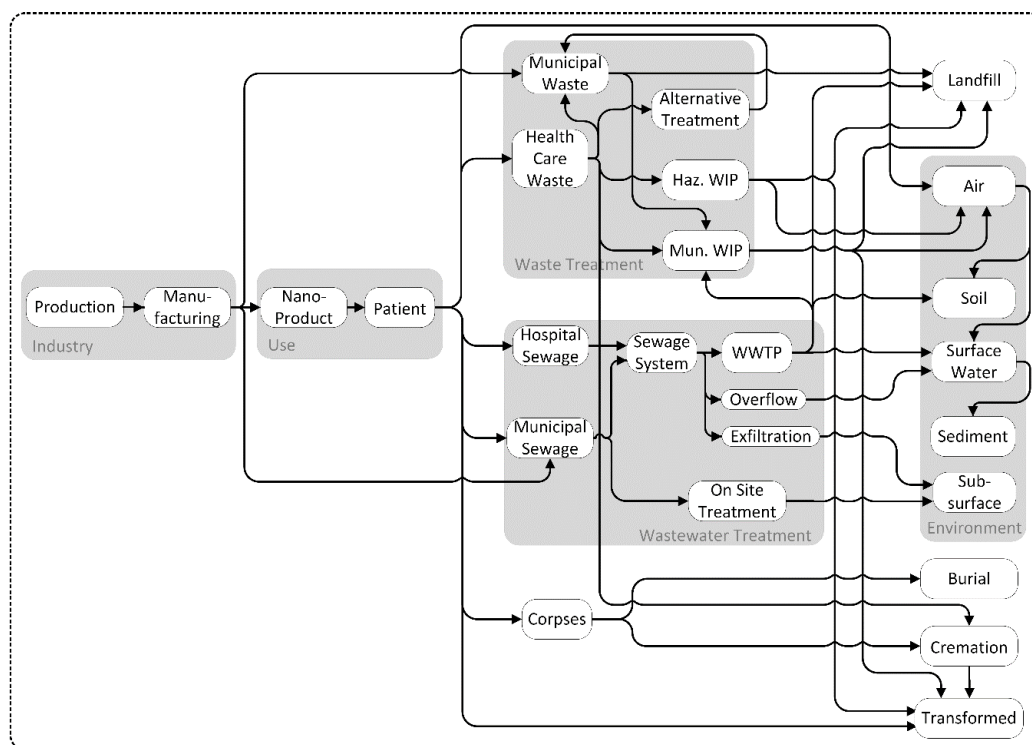 Municipal
Waste
Landfill
Alternative
Treatment
Health
Care
Waste
Haz. WIP
Air
Mun. WIP
Waste Treatment
Production
Manu-
facturing
Industry
Nano-
Product
Patient
Use
Soil
Hospital
Sewage
Sewage
System
WWTP
Surface
Water
Overflow
Municipal
Sewage
Exfiltration
Sediment
On Site
Treatment
Sub-
surface
Wastewater Treatment
Environment
Burial
Corpses
Cremation
Transformed